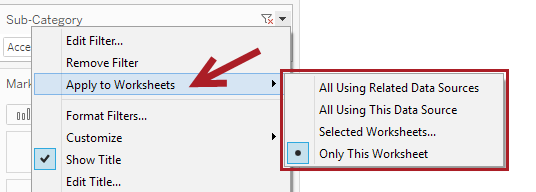 Sub-Category
Acce
Edit Filter...
Remove Filter
Apply to Worksheets
All Using Related Data Sources
All Using This Data Source
Selected Worksheets...
Only This Worksheet
Mark
Format Filters...
Customize
Show Title
Edit Title...